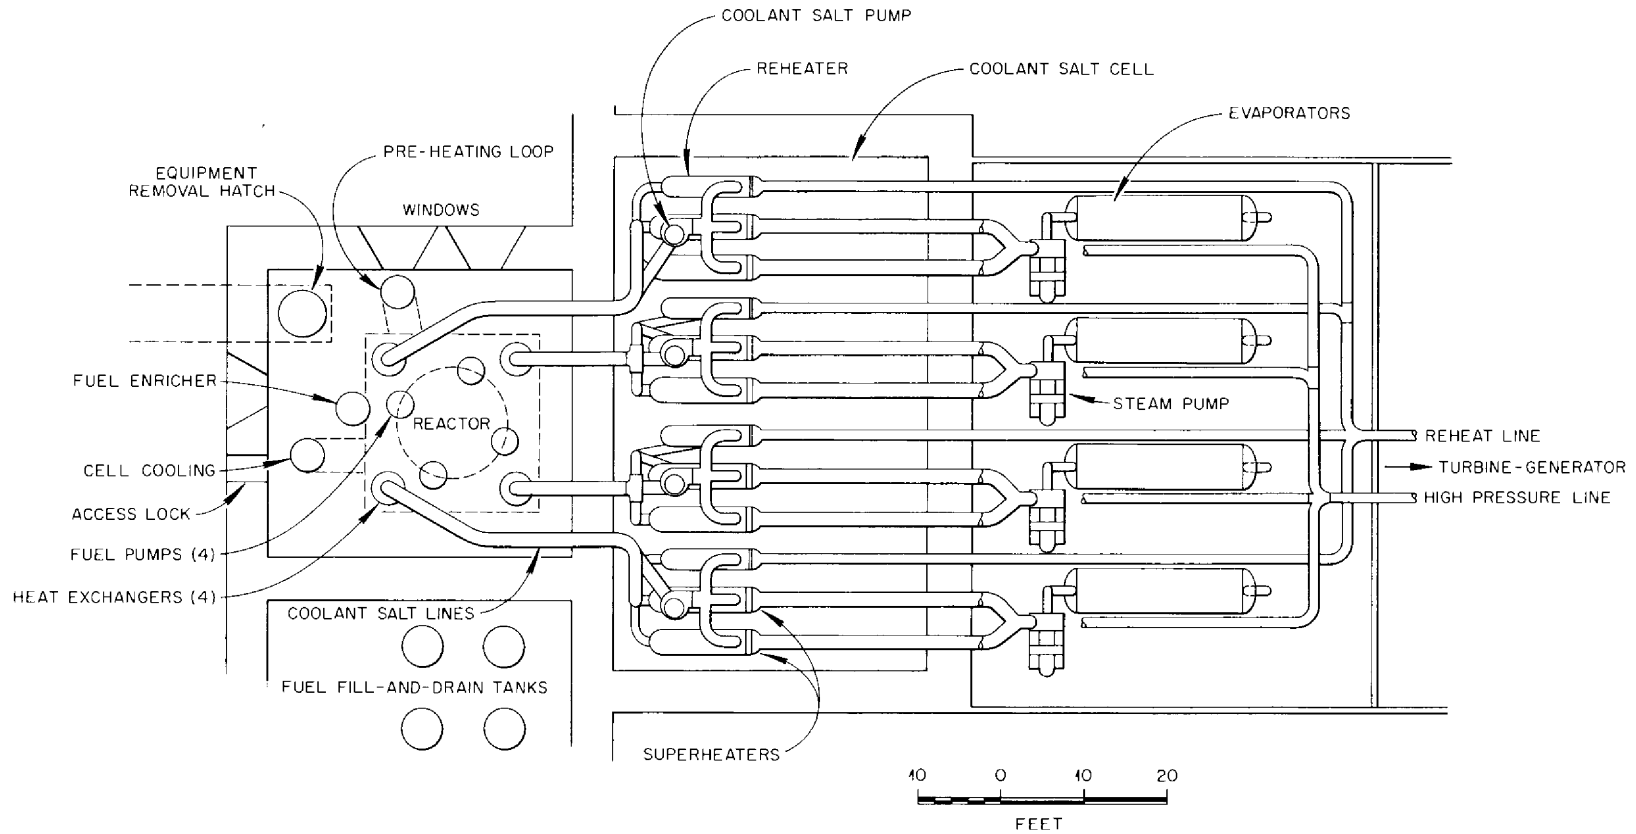 COOLANT SALT PUMP
REHEATER
COOLANT SALT CELL
EVAPORATORS
PRE-HEATING LOOP
EQUIPMENT
REMOVAL HATCH
WINDOWS
FUEL ENRICHER
REACTOR
STEAM PUMP
REHEAT LINE
CELL COOLING
TURBINE-GENERATOR
HIGH PRESSURE LINE
ACCESS LOCK
FUEL PUMPS (4)
HEAT EXCHANGERS (4)
COOLANT SALT LINES
FUEL FILL-AND-DRAIN TANKS
SUPERHEATERS
10 0 10 20
FEET